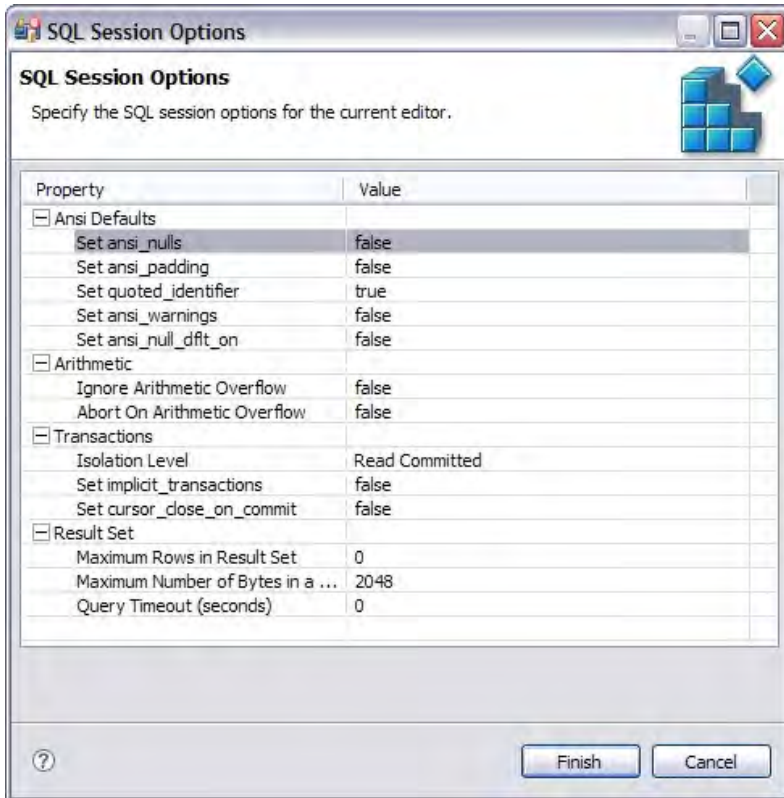 SQL Session Options
SQL Session Options
Specify the SQL session options for the current editor.
Property Value
Ansi Defaults
Set ansi_nulls false
Set ansi_padding false
Set quoted_identifier true
Set ansi_warnings false
Set ansi_null_dflt_on false
Arithmetic
Ignore Arithmetic Overflow false
Abort On Arithmetic Overflow false
Transactions
Isolation Level Read Committed
Set implicit_transactions false
Set cursor_close_on_commit false
Result Set
Maximum Rows in Result Set 0
Maximum Number of Bytes in a ... 2048
Query Timeout (seconds) 0
? Finish Cancel